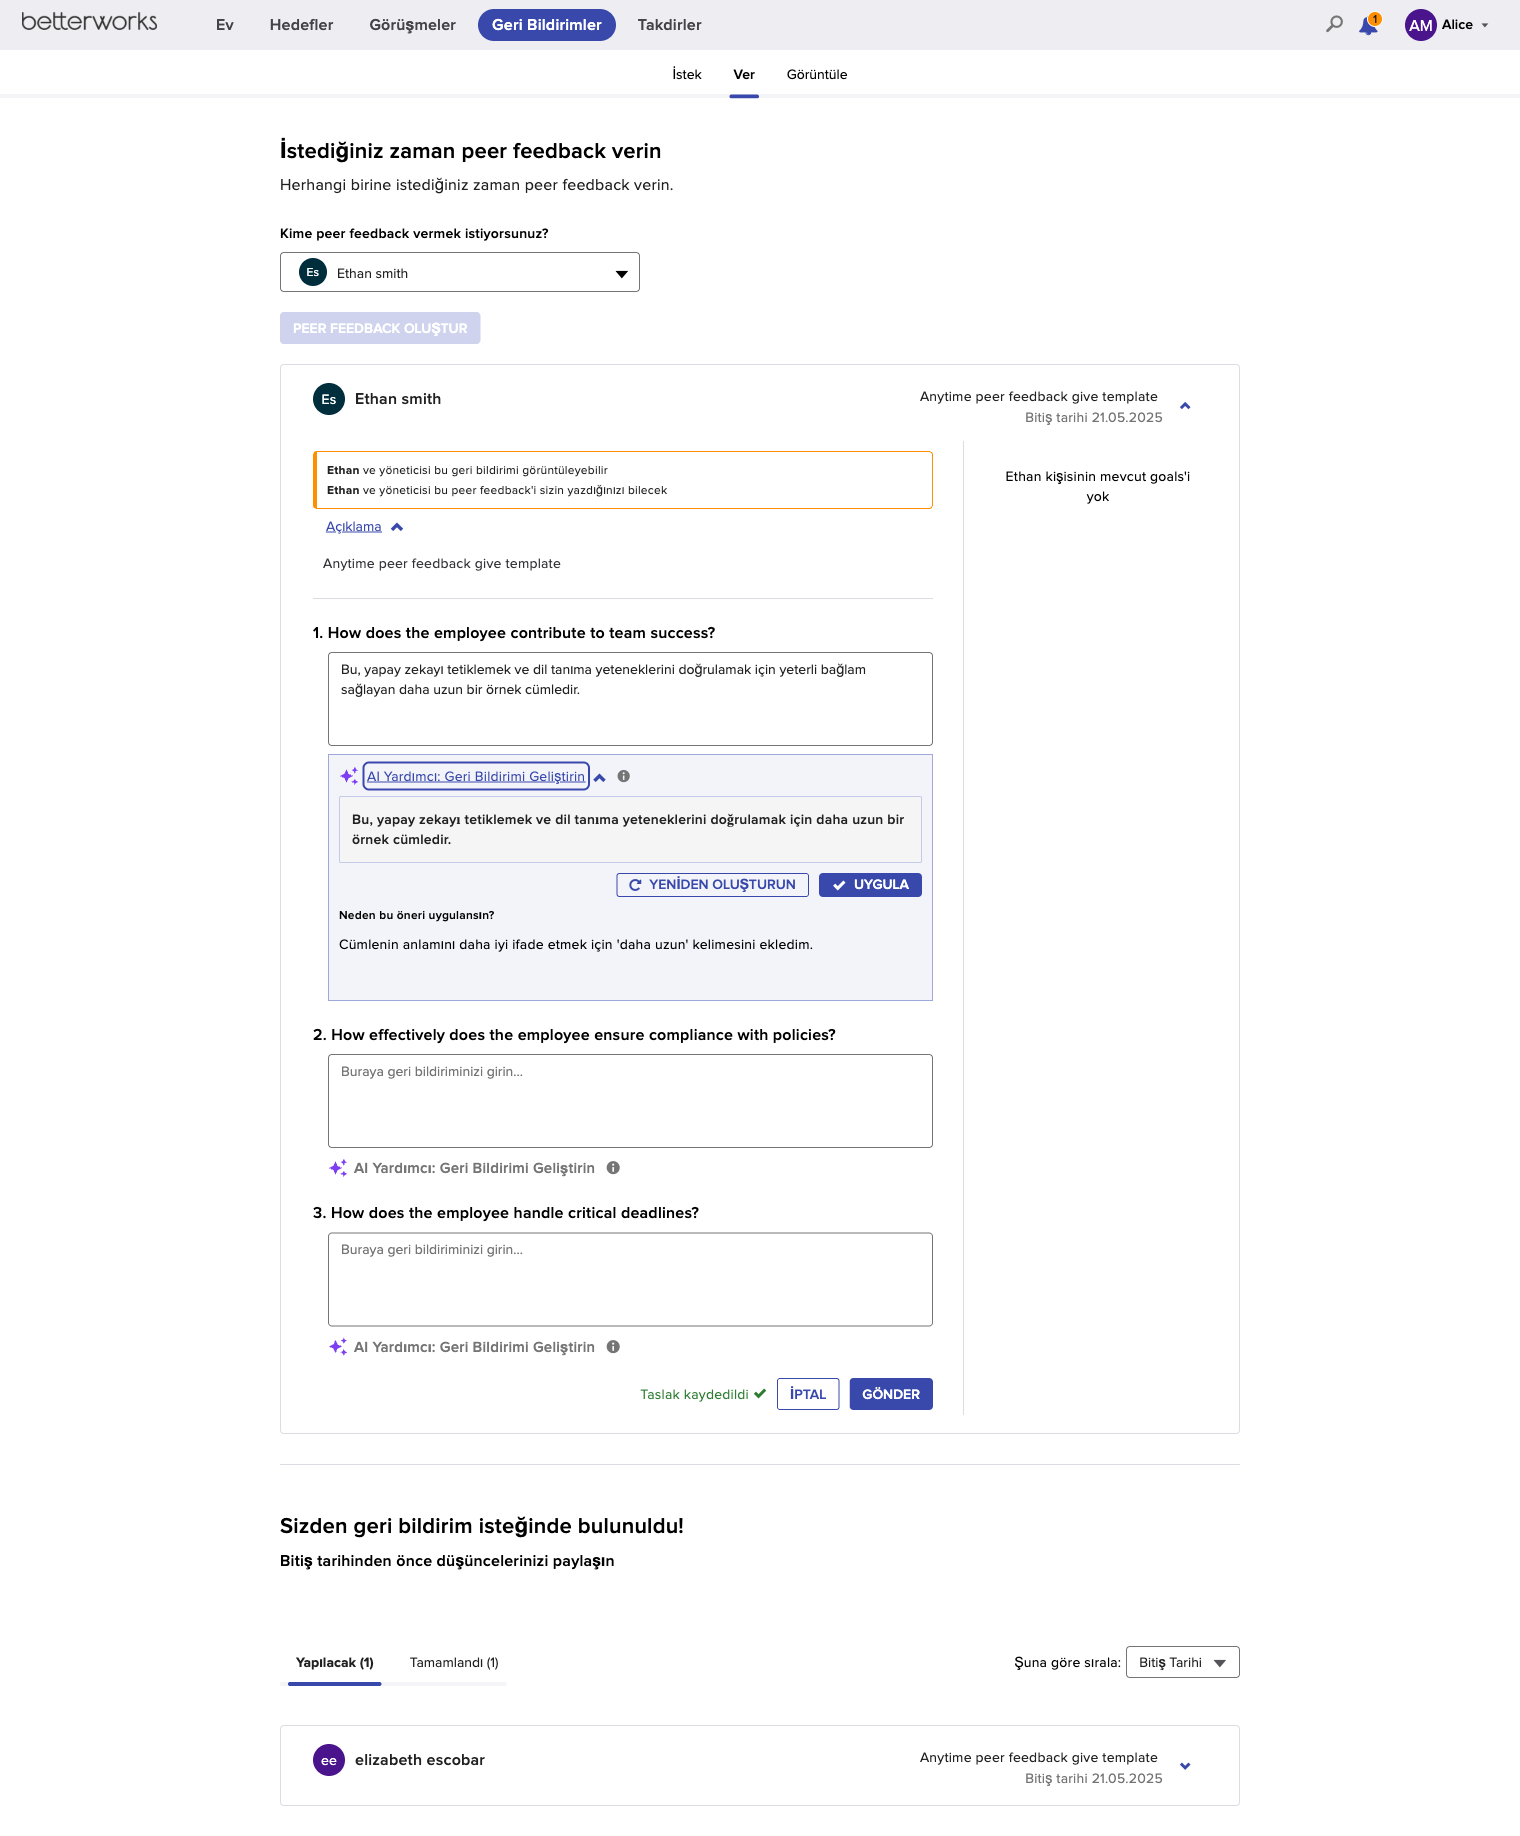 betterworks
Ev
Hedefler
Görüşmeler
Geri Bildirimler
Takdirler
1
AM
Alice
İstek
Ver
Görüntüle
İstediğiniz zaman peer feedback verin
Herhangi birine istediğiniz zaman peer feedback verin.
Kime peer feedback vermek istiyorsunuz?
Es Ethan smith
PEER FEEDBACK OLUŞTUR
Es Ethan smith
Anytime peer feedback give template
Bitiş tarihi 21.05.2025
Ethan ve yöneticisi bu geri bildirimi görüntüleyebilir
Ethan ve yöneticisi bu peer feedback'i sizin yazdığınızı bilecek
Ethan kişisinin mevcut goals'i
yok
Açıklama
Anytime peer feedback give template
1. How does the employee contribute to team success?
Bu, yapay zekayı tetiklemek ve dil tanıma yeteneklerini doğrulamak için yeterli bağlam
sağlayan daha uzun bir örnek cümledir.
AI Yardımcı: Geri Bildirimi Geliştirin
Bu, yapay zekayı tetiklemek ve dil tanıma yeteneklerini doğrulamak için daha uzun bir
örnek cümledir.
YENİDEN OLUŞTURUN
UYGULA
Neden bu öneri uygulansın?
Cümlenin anlamını daha iyi ifade etmek için 'daha uzun' kelimesini ekledim.
2. How effectively does the employee ensure compliance with policies?
Buraya geri bildiriminizi girin...
AI Yardımcı: Geri Bildirimi Geliştirin
3. How does the employee handle critical deadlines?
Buraya geri bildiriminizi girin...
AI Yardımcı: Geri Bildirimi Geliştirin
Taslak kaydedildi
İPTAL
GÖNDER
Sizden geri bildirim isteğinde bulunuldu!
Bitiş tarihinden önce düşüncelerinizi paylaşın
Yapılacak (1)
Tamamlandı (1)
Şuna göre sırala:
Bitiş Tarihi
ee elizabeth escobar
Anytime peer feedback give template
Bitiş tarihi 21.05.2025